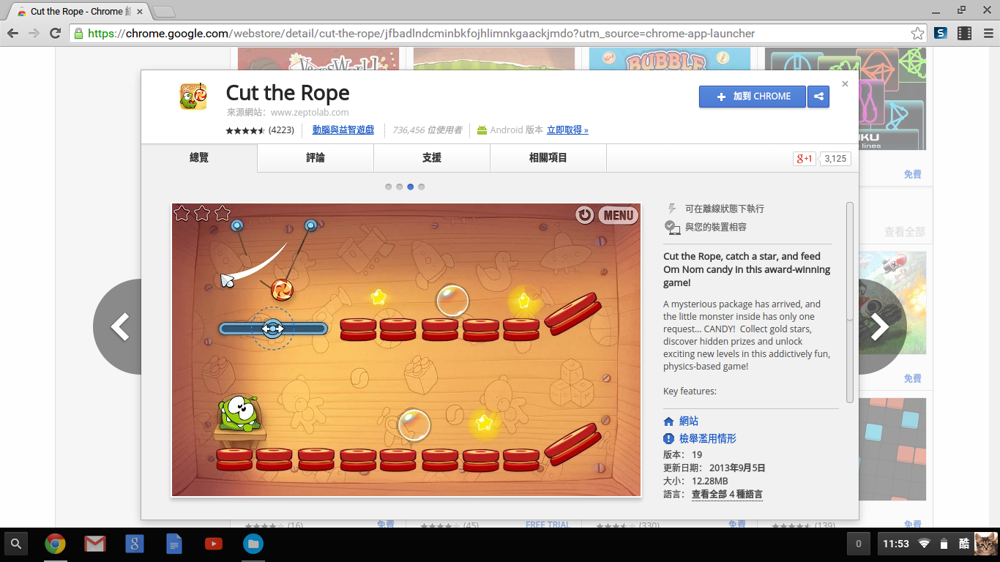 Cut the Rope - Chrome
https://chrome.google.com/webstore/detail/cut-the-rope/jfbadlndcminbkfojhlimnkgaackjmdo?utm_source=chrome-app-launcher
BUBBLE
Cut the Rope
來源網站: www.zeptolab.com
加到 CHROME
(4223)
動腦與益智遊戲
736,456 位使用者
Android 版本 立即取得 »
lines
總覽
評論
支援
相關項目
g+1
3,125
免費
MENU
可在離線狀態下執行
與您的裝置相容
查看全部
Cut the Rope, catch a star, and feed
Om Nom candy in this award-winning
game!
A mysterious package has arrived, and
the little monster inside has only one
request... CANDY!  Collect gold stars,
discover hidden prizes and unlock
exciting new levels in this addictively fun,
physics-based game!
免費
Key features:
網站
檢舉濫用情形
版本: 19
更新日期: 2013年9月5日
大小: 12.28MB
語言: 查看全部 4 種語言
(16)
免費
(45)
FREE TRIAL
(330)
免費
(139)
免費
0
11:53
酷